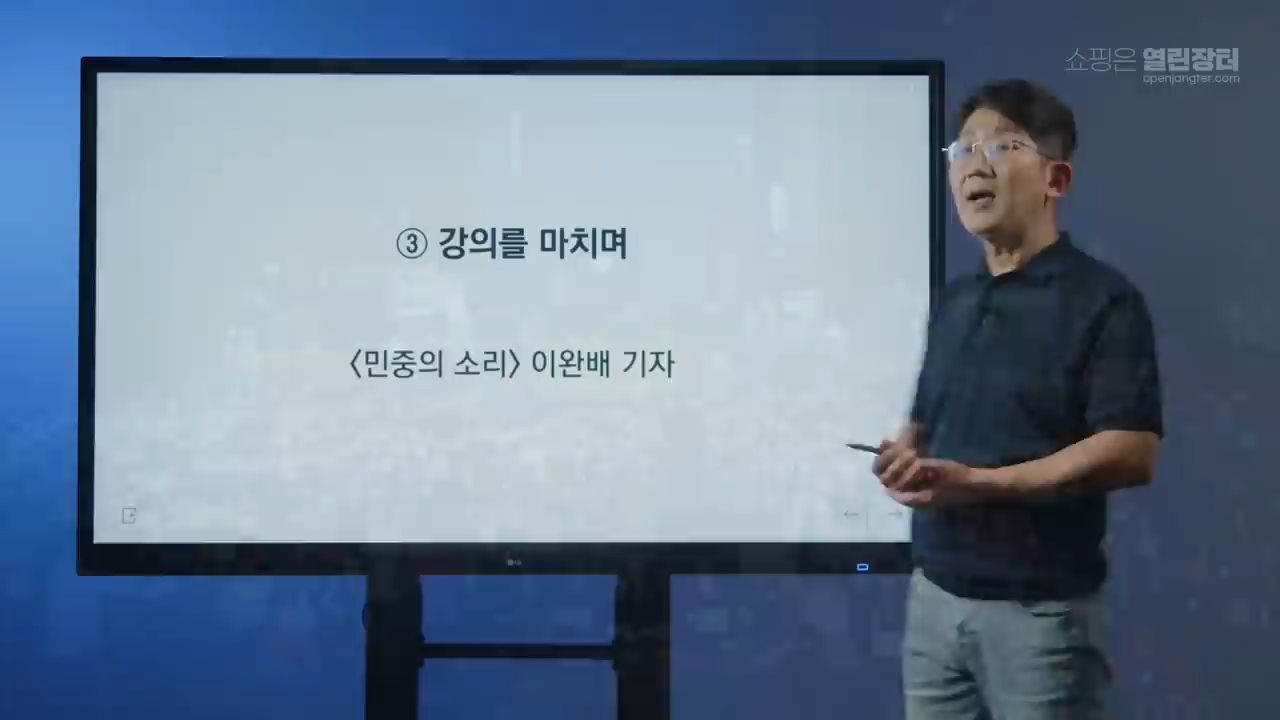 쇼핑은 열린장터
openjangter.com
③ 강의를 마치며
〈민중의 소리〉 이완배 기자
LG